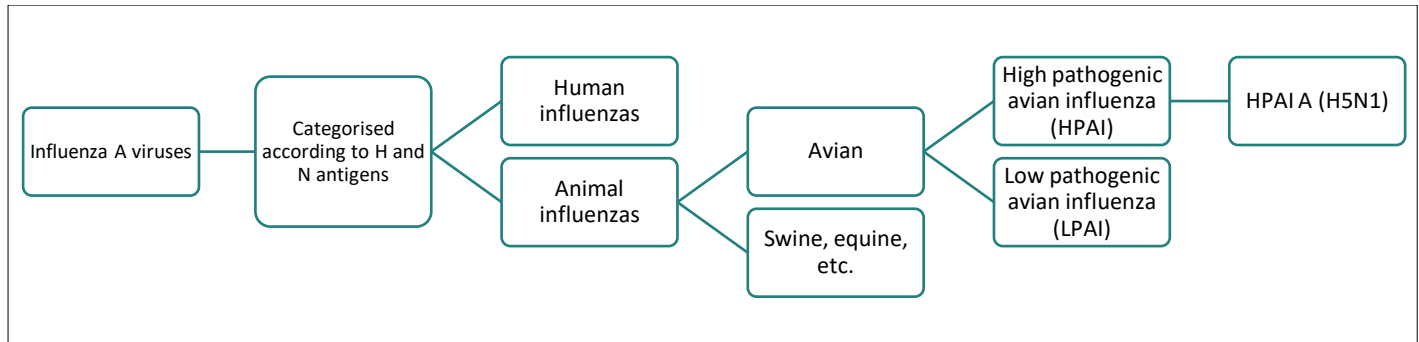 Influenza A viruses
Categorised
according to H and
N antigens
Human
influenzas
Animal
influenzas
Avian
Swine, equine,
etc.
High pathogenic
avian influenza
(HPAI)
Low pathogenic
avian influenza
(LPAI)
HPAI A (H5N1)